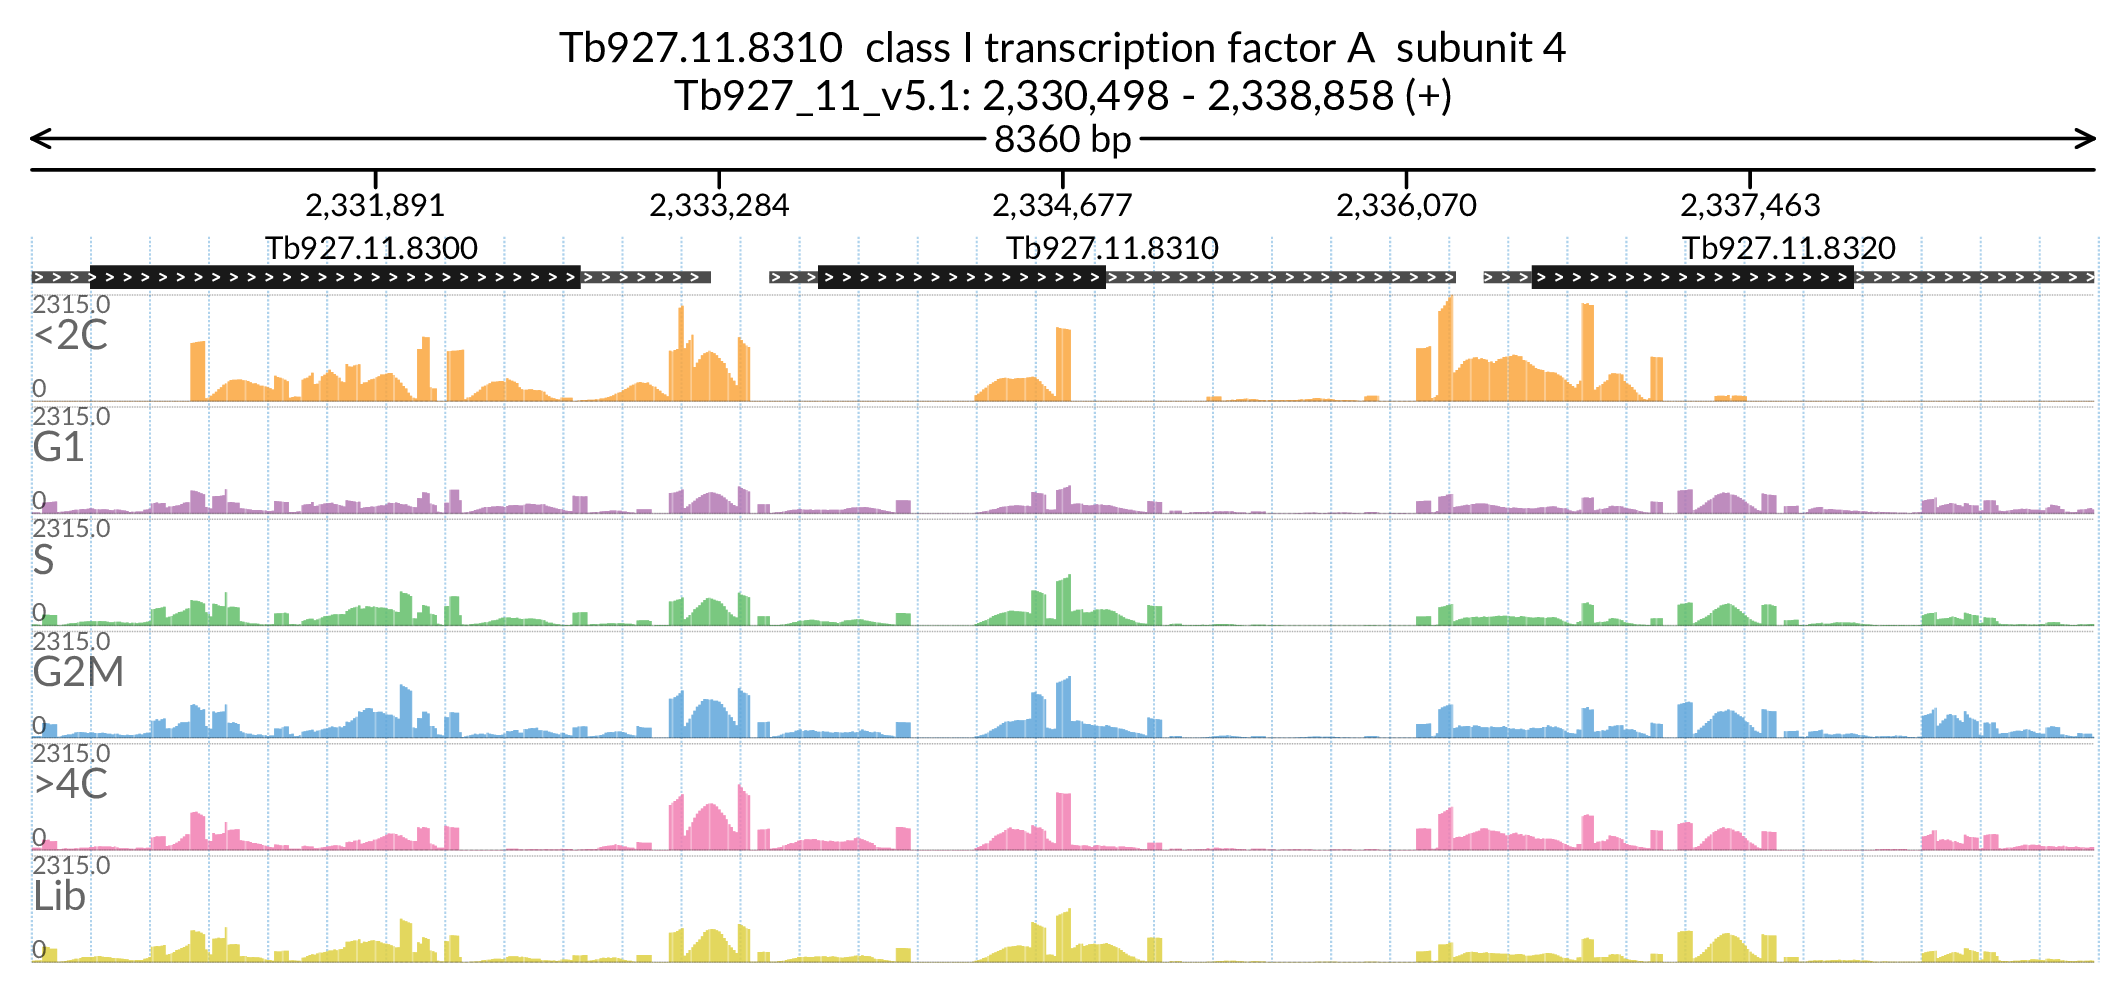 Tb927.11.8310  class I transcription factor A  subunit 4
Tb927_11_v5.1: 2,330,498 - 2,338,858 (+)
8360 bp
2,331,891 2,333,284 2,334,677 2,336,070 2,337,463
Tb927.11.8300 Tb927.11.8310 Tb927.11.8320
2315.0
<2C
0
2315.0
G1
0
2315.0
S
0
2315.0
G2M
0
2315.0
>4C
0
2315.0
Lib
0